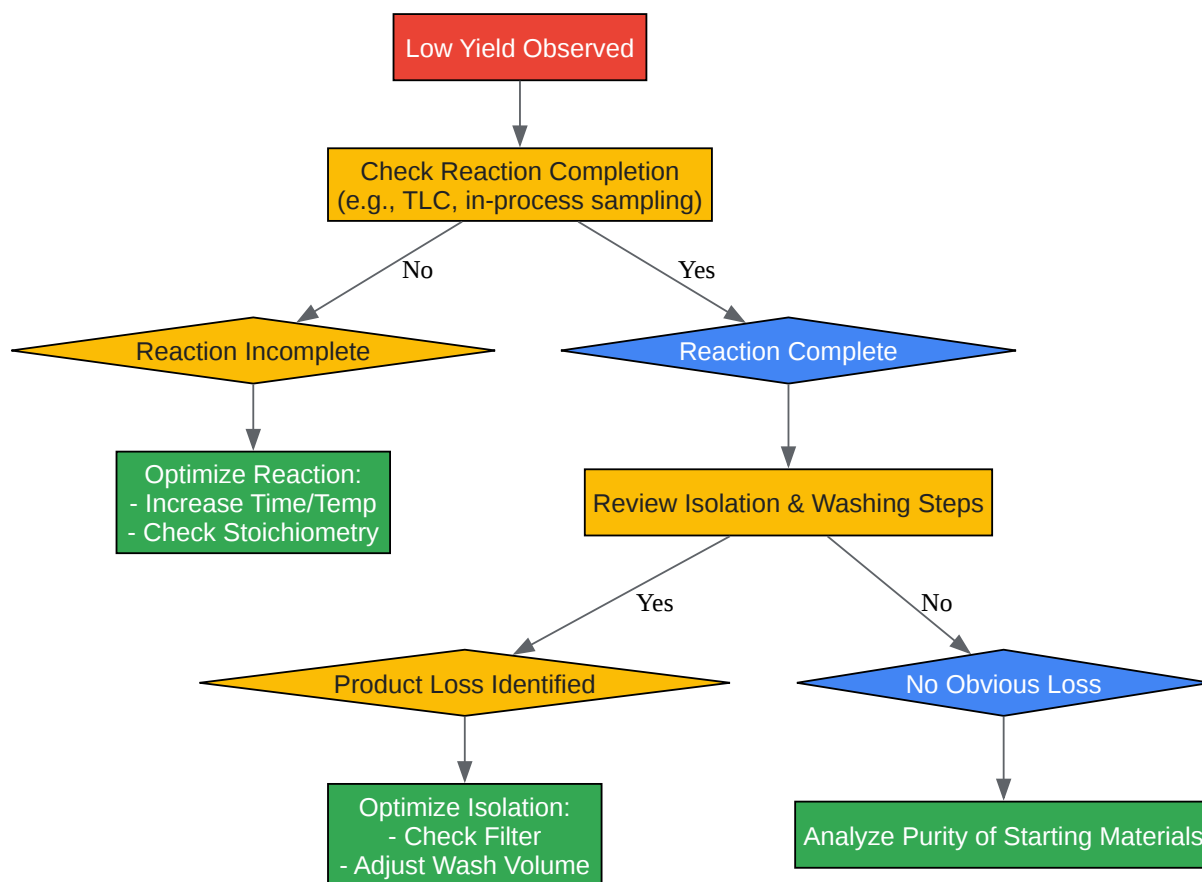 Low Yield Observed
Check Reaction Completion
(e.g., TLC, in-process sampling)
No
Yes
Reaction Incomplete
Reaction Complete
Optimize Reaction:
- Increase Time/Temp
- Check Stoichiometry
Review Isolation & Washing Steps
Yes
No
Product Loss Identified
No Obvious Loss
Optimize Isolation:
- Check Filter
- Adjust Wash Volume
Analyze Purity of Starting Materials